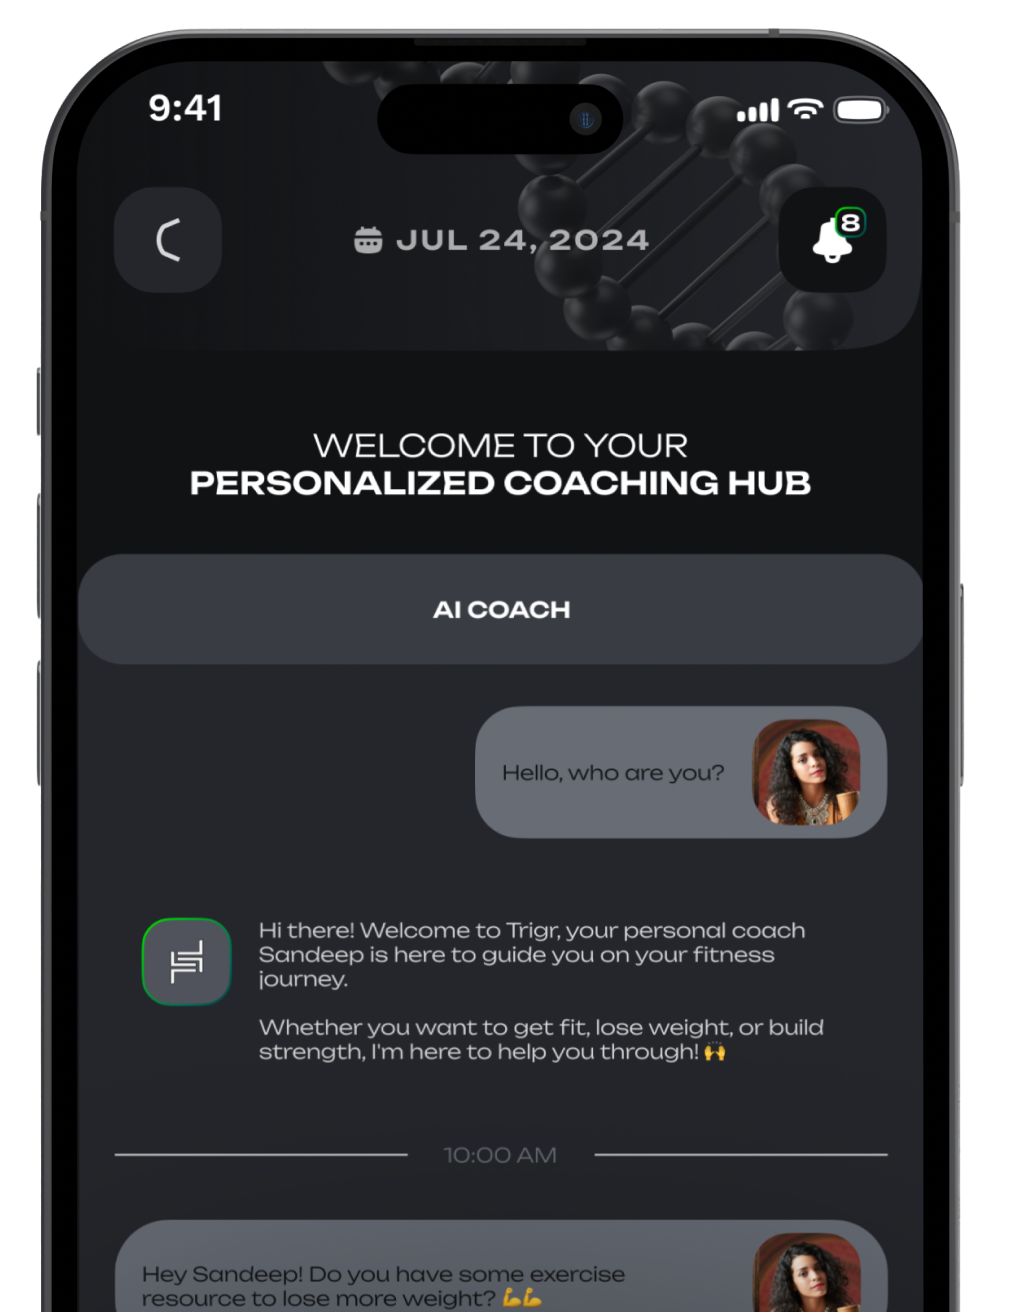 9:41
JUL 24, 2024
8
WELCOME TO YOUR
PERSONALIZED COACHING HUB
AI COACH
Hello, who are you?
Hi there! Welcome to Trigr, your personal coach
Sandeep is here to guide you on your fitness
journey.
Whether you want to get fit, lose weight, or build
strength, I'm here to help you through! 🙌
10:00 AM
Hey Sandeep! Do you have some exercise
resource to lose more weight? 💪💪